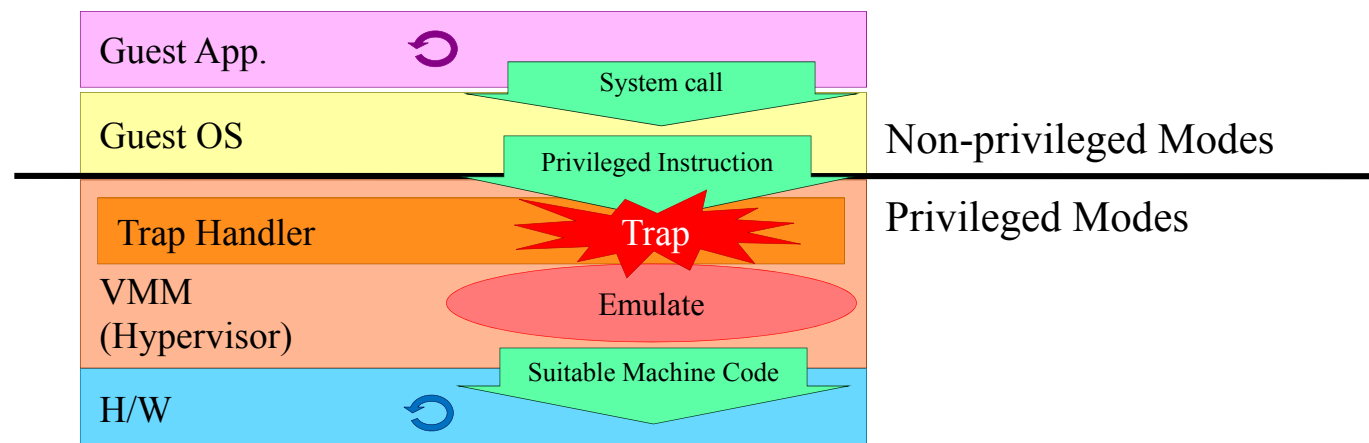 Guest App.
System call
Guest OS
Privileged Instruction
Non-privileged Modes
Privileged Modes
Trap Handler
Trap
VMM
(Hypervisor)
Emulate
Suitable Machine Code
H/W